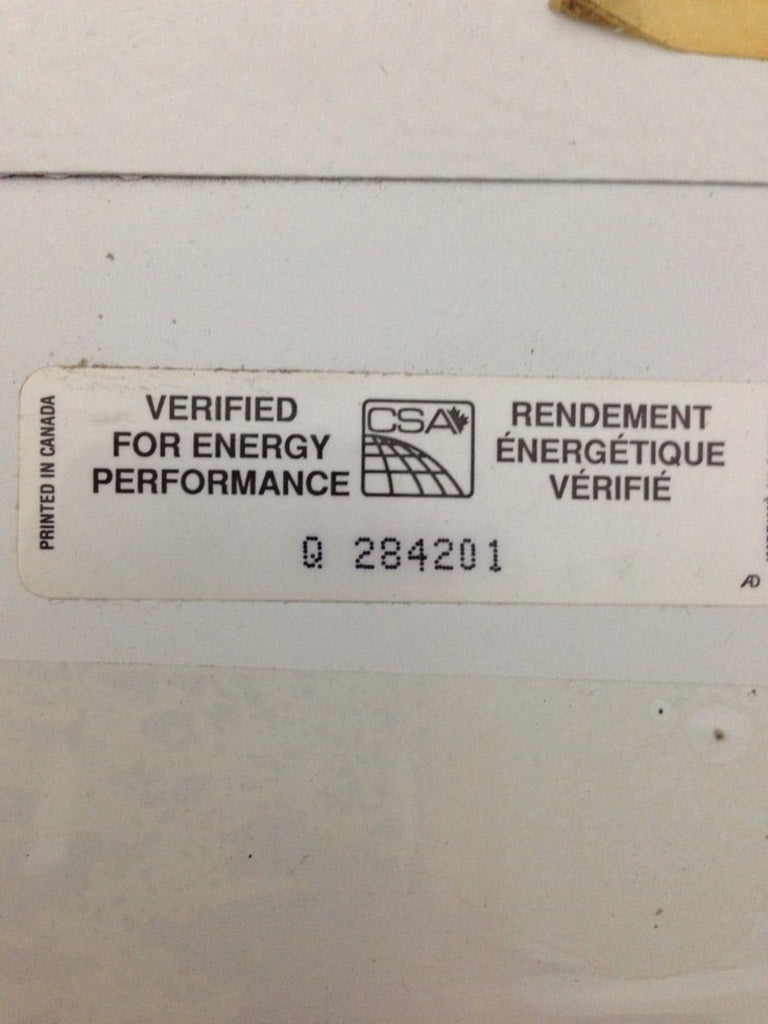 PRINTED IN CANADA
VERIFIED
FOR ENERGY
PERFORMANCE
CSA
RENDEMENT
ÉNERGÉTIQUE
VÉRIFIÉ
Q 284201